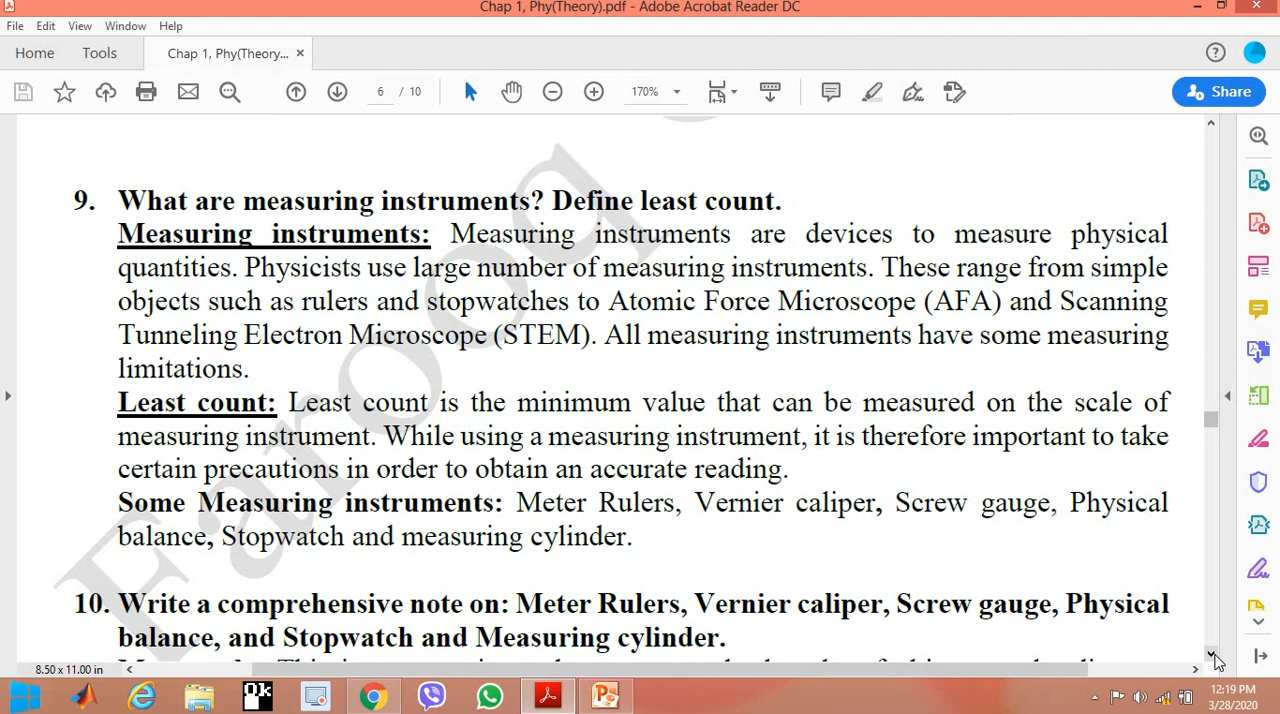 Chap 1, Phy(Theory).pdf - Adobe Acrobat Reader DC
File Edit View Window Help
Home Tools Chap 1, Phy(Theory... ×
6 / 10 170% Share
9. What are measuring instruments? Define least count.
Measuring instruments: Measuring instruments are devices to measure physical
quantities. Physicists use large number of measuring instruments. These range from simple
objects such as rulers and stopwatches to Atomic Force Microscope (AFA) and Scanning
Tunneling Electron Microscope (STEM). All measuring instruments have some measuring
limitations.
Least count: Least count is the minimum value that can be measured on the scale of
measuring instrument. While using a measuring instrument, it is therefore important to take
certain precautions in order to obtain an accurate reading.
Some Measuring instruments: Meter Rulers, Vernier caliper, Screw gauge, Physical
balance, Stopwatch and measuring cylinder.
10. Write a comprehensive note on: Meter Rulers, Vernier caliper, Screw gauge, Physical
balance, and Stopwatch and Measuring cylinder.
Farooq
8.50 x 11.00 in
12:19 PM
3/28/2020